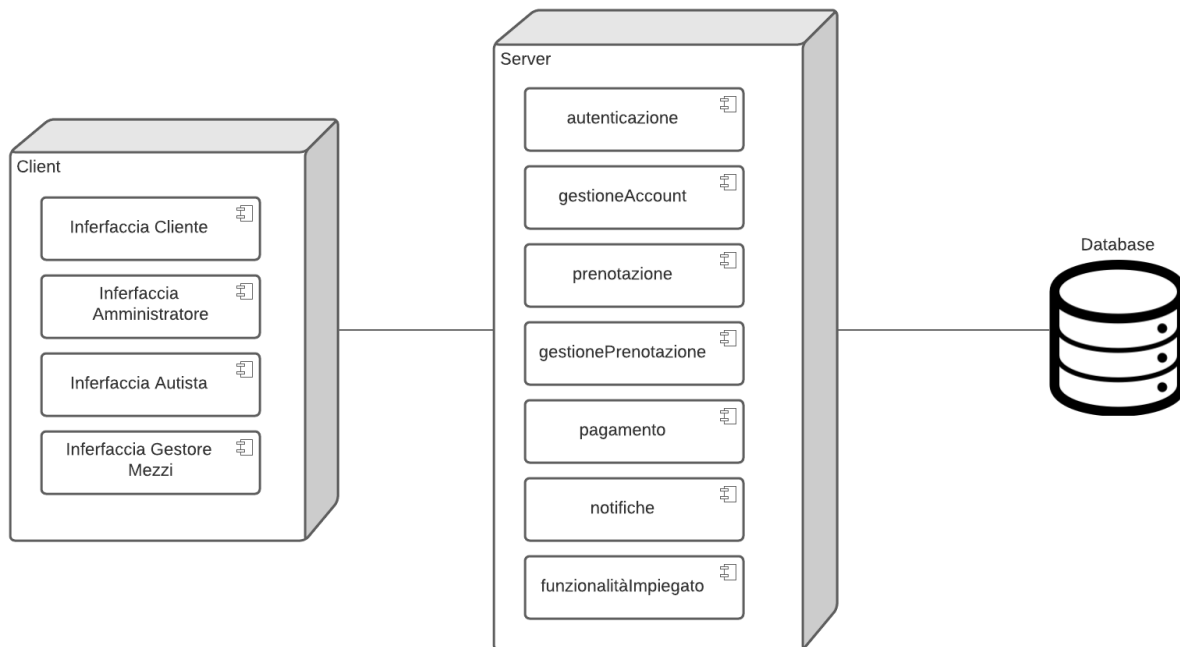 Client
Inferfaccia Cliente
Inferfaccia
Amministratore
Inferfaccia Autista
Inferfaccia Gestore
Mezzi
Server
autenticazione
gestioneAccount
prenotazione
gestionePrenotazione
pagamento
notifiche
funzionalitàImpiegato
Database